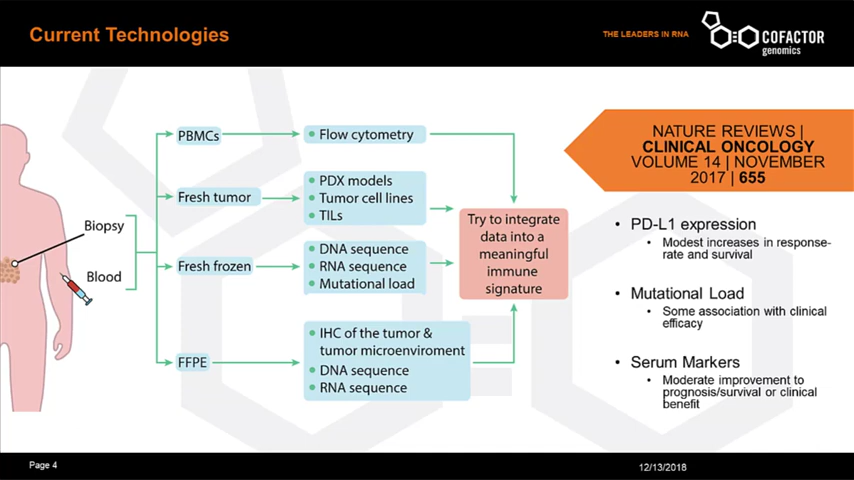 Current Technologies
THE LEADERS IN RNA
COFACTOR
genomics
Biopsy
Blood
PBMCs
Flow cytometry
Fresh tumor
PDX models
Tumor cell lines
TILs
Fresh frozen
DNA sequence
RNA sequence
Mutational load
FFPE
IHC of the tumor &
tumor microenviroment
DNA sequence
RNA sequence
Try to integrate
data into a
meaningful
immune
signature
NATURE REVIEWS |
CLINICAL ONCOLOGY
VOLUME 14 | NOVEMBER
2017 | 655
• PD-L1 expression
• Modest increases in response-
rate and survival
• Mutational Load
• Some association with clinical
efficacy
• Serum Markers
• Moderate improvement to
prognosis/survival or clinical
benefit
Page 4
12/13/2018